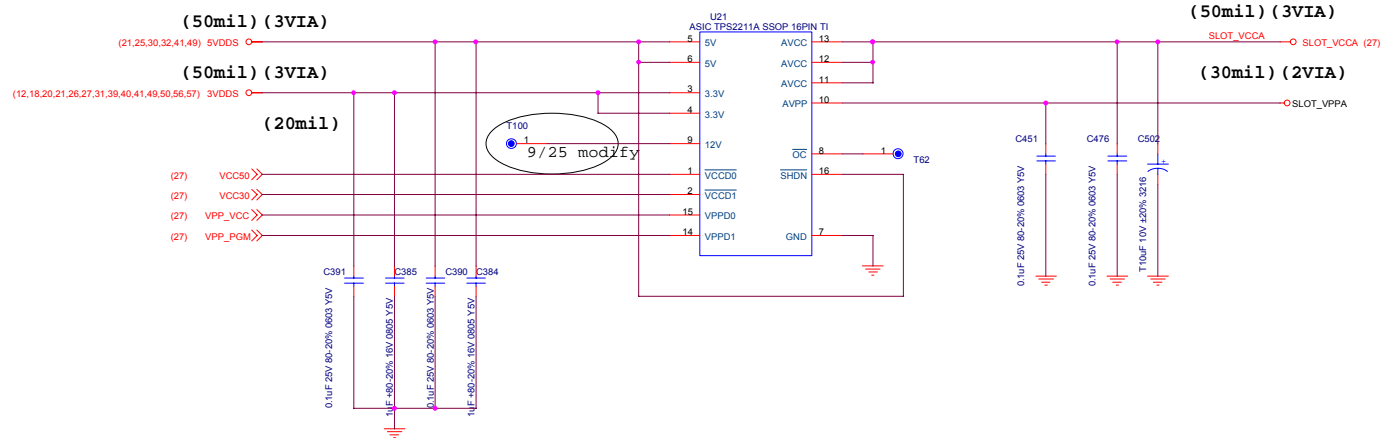 (50mil)(3VIA)
U21
ASIC TPS2211A SSOP 16PIN TI
(50mil)(3VIA)
(21,25,30,32,41,49) 5VDDS
5 5V AVCC 13
SLOT_VCCA
SLOT_VCCA (27)
6 5V AVCC 12
(50mil)(3VIA)
AVCC 11
(30mil)(2VIA)
(12,18,20,21,26,27,31,39,40,41,49,50,56,57) 3VDDS
3 3.3V
AVPP 10
SLOT_VPPA
4 3.3V
(20mil)
T100
1
9/25 modify
9 12V
OC 8
1
T62
C451
C476
C502
(27) VCC50
1 VCCD0 SHDN 16
(27) VCC30
2 VCCD1
(27) VPP_VCC
15 VPPD0
(27) VPP_PGM
14 VPPD1 GND 7
0.1uF 25V 80-20% 0603 Y5V
0.1uF 25V 80-20% 0603 Y5V
T10uF 10V ±20% 3216
+
C391
C385
C390
C384
0.1uF 25V 80-20% 0603 Y5V
1uF +80-20% 16V 0805 Y5V
0.1uF 25V 80-20% 0603 Y5V
1uF +80-20% 16V 0805 Y5V